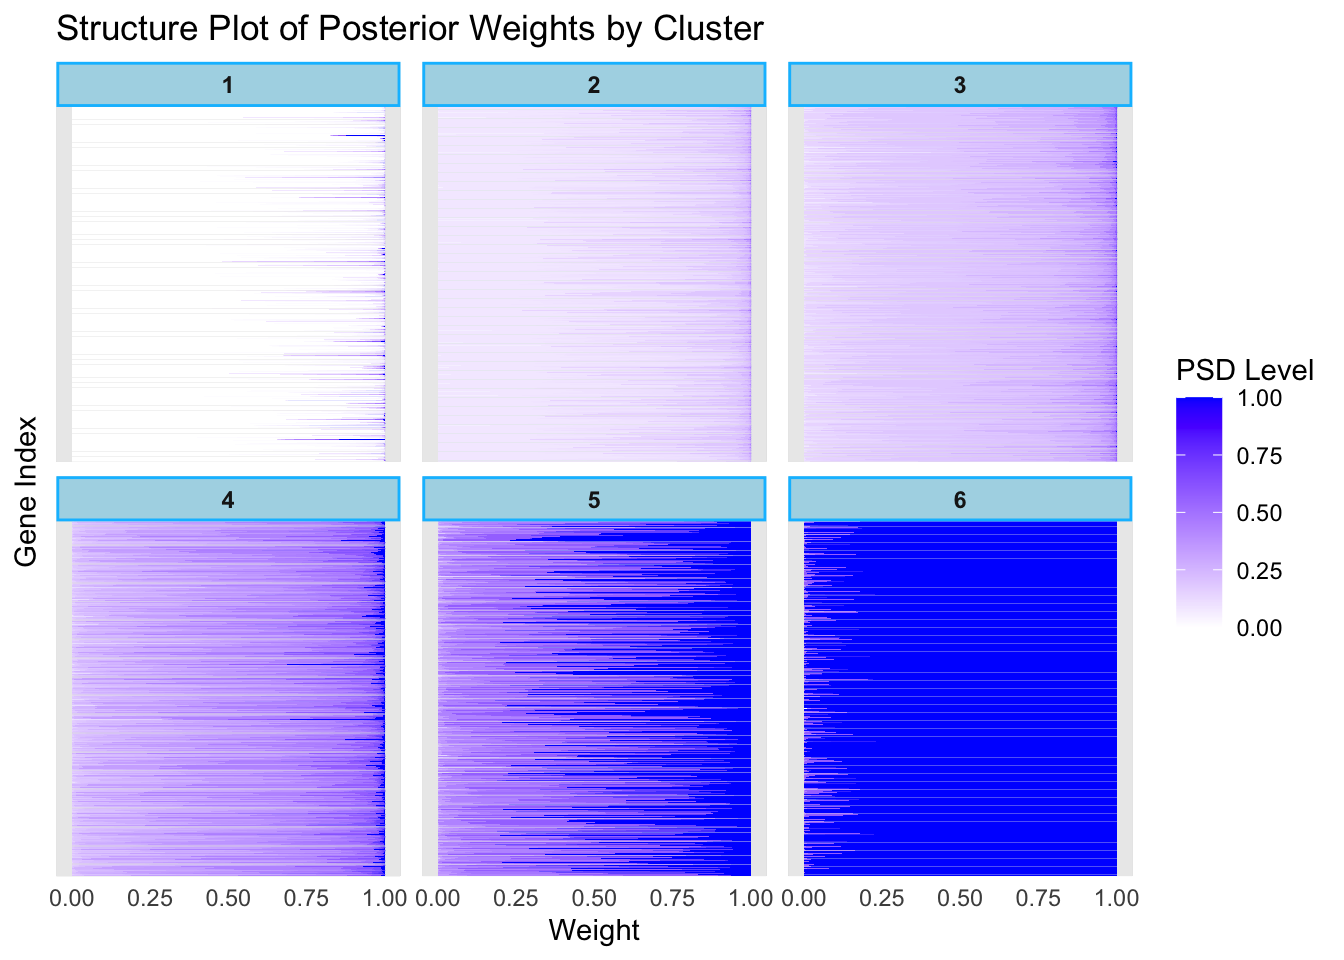 Structure Plot of Posterior Weights by Cluster
1
2
3
4
5
6
Gene Index
0.00 0.25 0.50 0.75 1.00 0.00 0.25 0.50 0.75 1.00 0.00 0.25 0.50 0.75 1.00
Weight
PSD Level
1.00
0.75
0.50
0.25
0.00